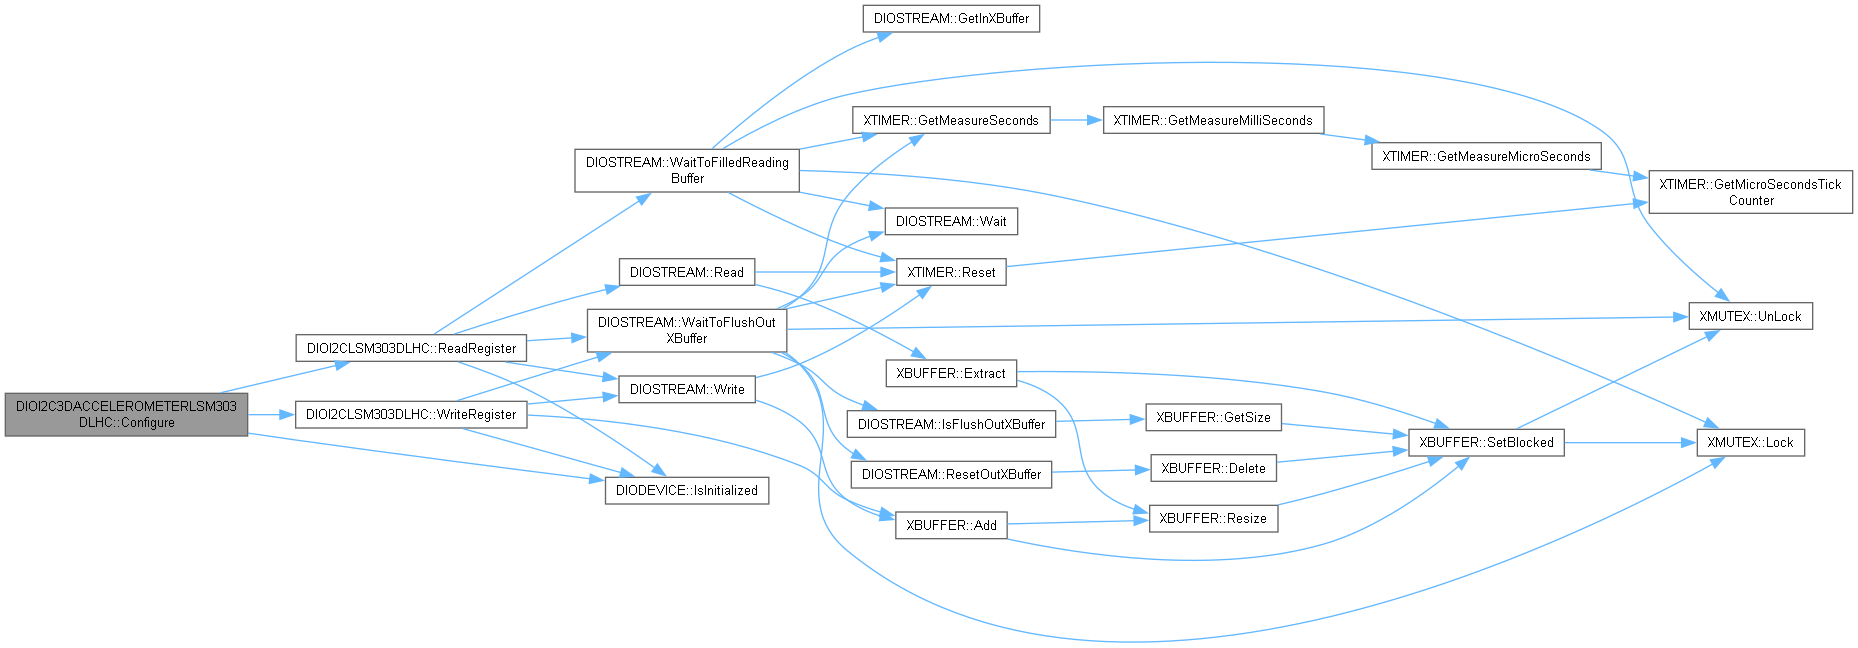 DIOSTREAM::GetInXBuffer
XTIMER::GetMeasureSeconds
XTIMER::GetMeasureMilliSeconds
XTIMER::GetMeasureMicroSeconds
DIOSTREAM::WaitToFilledReading
Buffer
XTIMER::GetMicroSecondsTick
Counter
DIOSTREAM::Wait
DIOSTREAM::Read
XTIMER::Reset
DIOSTREAM::WaitToFlushOut
XBuffer
XMUTEX::UnLock
DIOI2CLSM303DLHC::ReadRegister
XBUFFER::Extract
DIOSTREAM::Write
DIOI2C3DACCELEROMETERLSM303
DLHC::Configure
DIOI2CLSM303DLHC::WriteRegister
DIOSTREAM::IsFlushOutXBuffer
XBUFFER::GetSize
XBUFFER::SetBlocked
XMUTEX::Lock
DIOSTREAM::ResetOutXBuffer
XBUFFER::Delete
DIODEVICE::IsInitialized
XBUFFER::Add
XBUFFER::Resize